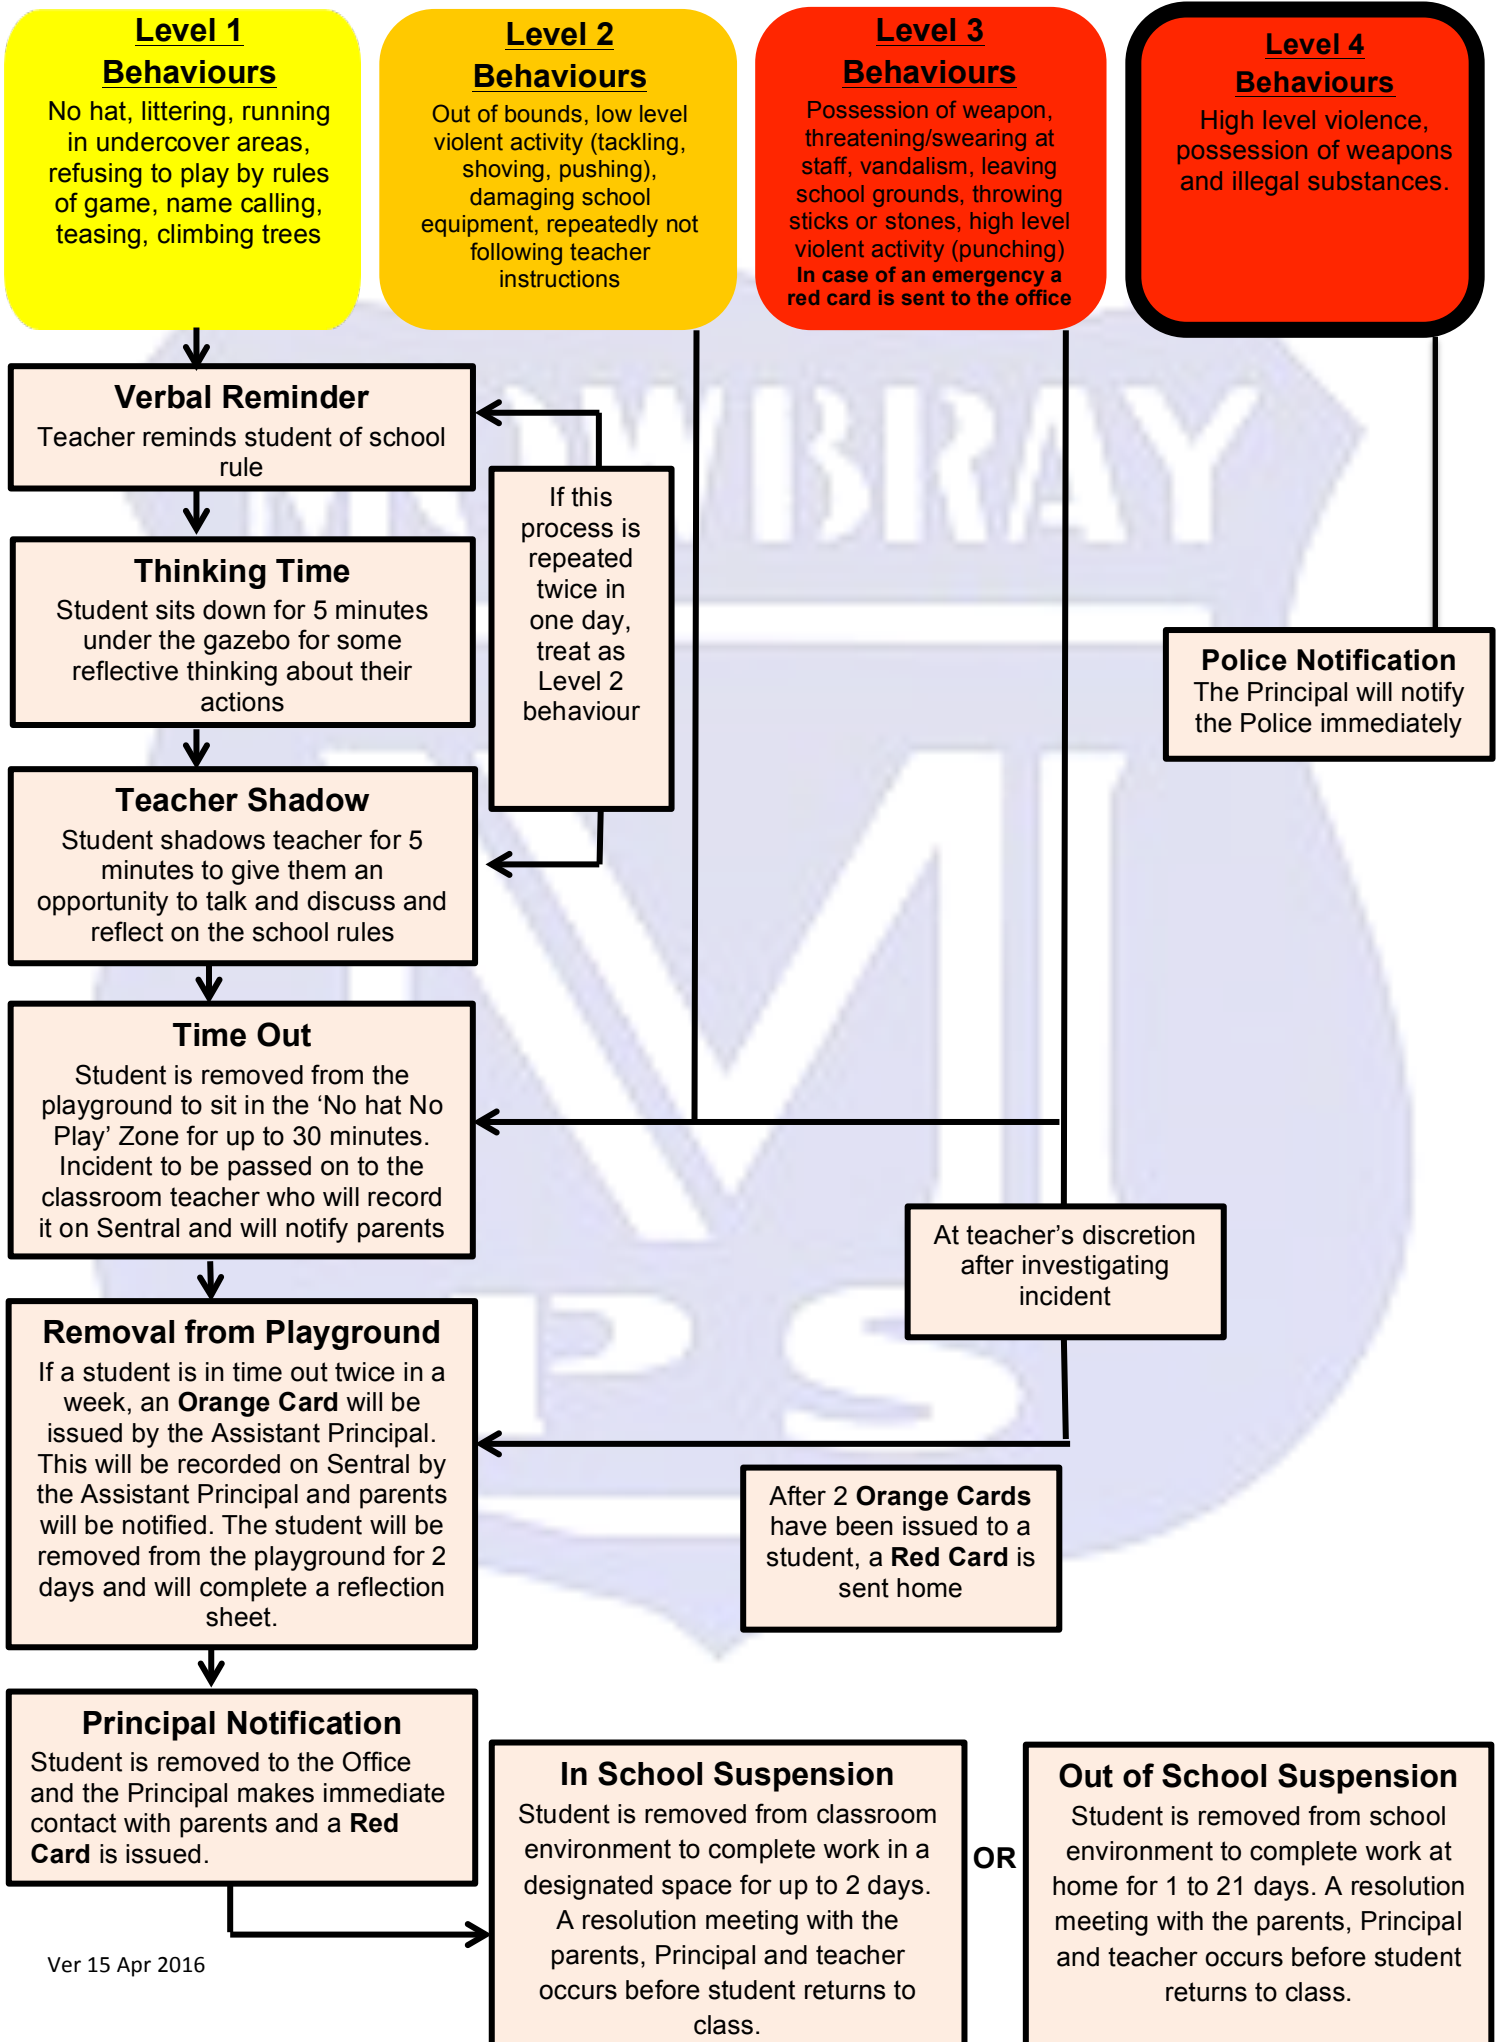 Level 1
Behaviours
No hat, littering, running
in undercover areas,
refusing to play by rules
of game, name calling,
teasing, climbing trees
Level 2
Behaviours
Out of bounds, low level
violent activity (tackling,
shoving, pushing),
damaging school
equipment, repeatedly not
following teacher
instructions
Level 3
Behaviours
Possession of weapon,
threatening/swearing at
staff, vandalism, leaving
school grounds, throwing
sticks or stones, high level
violent activity (punching)
In case of an emergency a
red card is sent to the office
Level 4
Behaviours
High level violence,
possession of weapons
and illegal substances.
Verbal Reminder
Teacher reminds student of school
rule
If this
process is
repeated
twice in
one day,
treat as
Level 2
behaviour
Thinking Time
Student sits down for 5 minutes
under the gazebo for some
reflective thinking about their
actions
Police Notification
The Principal will notify
the Police immediately
Teacher Shadow
Student shadows teacher for 5
minutes to give them an
opportunity to talk and discuss and
reflect on the school rules
Time Out
Student is removed from the
playground to sit in the ‘No hat No
Play’ Zone for up to 30 minutes.
Incident to be passed on to the
classroom teacher who will record
it on Sentral and will notify parents
At teacher’s discretion
after investigating
incident
Removal from Playground
If a student is in time out twice in a
week, an Orange Card will be
issued by the Assistant Principal.
This will be recorded on Sentral by
the Assistant Principal and parents
will be notified. The student will be
removed from the playground for 2
days and will complete a reflection
sheet.
After 2 Orange Cards
have been issued to a
student, a Red Card is
sent home
Principal Notification
Student is removed to the Office
and the Principal makes immediate
contact with parents and a Red
Card is issued.
In School Suspension
Student is removed from classroom
environment to complete work in a
designated space for up to 2 days.
A resolution meeting with the
parents, Principal and teacher
occurs before student returns to
class.
OR
Out of School Suspension
Student is removed from school
environment to complete work at
home for 1 to 21 days. A resolution
meeting with the parents, Principal
and teacher occurs before student
returns to class.
Ver 15 Apr 2016
MOWBRAY
M
PS